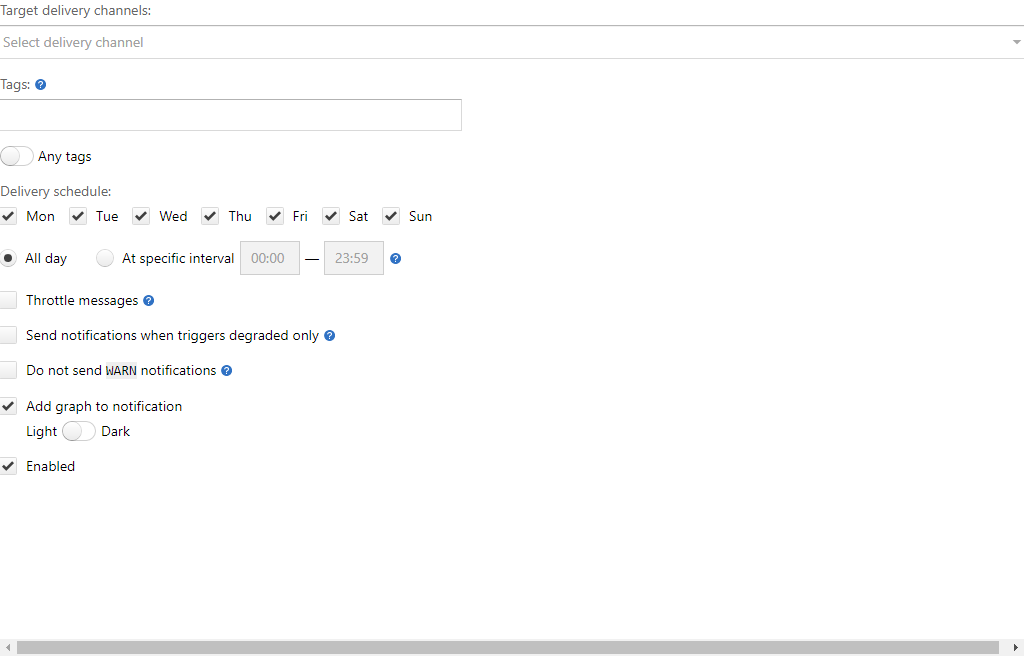 Target delivery channels:
Select delivery channel
Tags:
Any tags
Delivery schedule:
Mon Tue Wed Thu Fri Sat Sun
All day At specific interval 00:00 — 23:59
Throttle messages
Send notifications when triggers degraded only
Do not send WARN notifications
Add graph to notification
Light Dark
Enabled